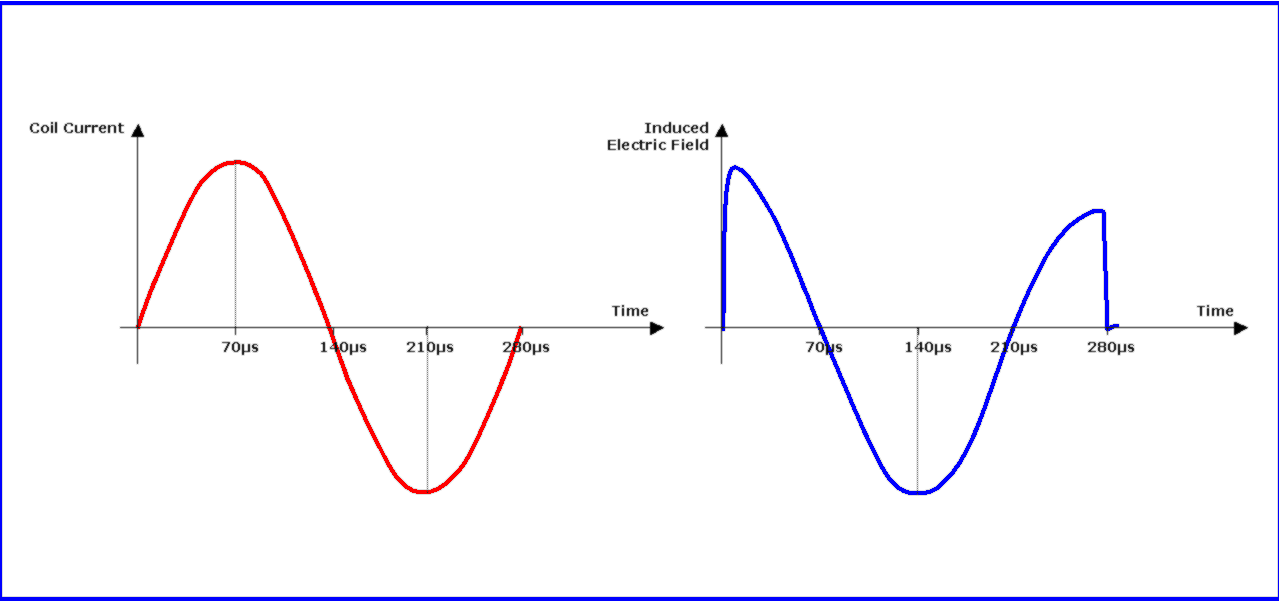 Coil Current
Time
70µs 140µs 210µs 280µs
Induced
Electric Field
Time
70µs 140µs 210µs 280µs